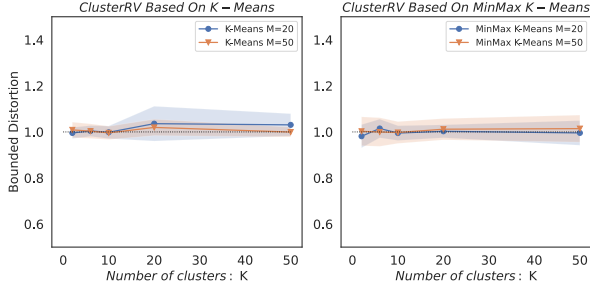 ClusterRV Based On K − Means
K-Means M=20
K-Means M=50
1.4
1.2
1.0
0.8
0.6
Bounded Distortion
0 10 20 30 40 50
Number of clusters : K
ClusterRV Based On MinMax K − Means
MinMax K-Means M=20
MinMax K-Means M=50
1.4
1.2
1.0
0.8
0.6
0 10 20 30 40 50
Number of clusters : K